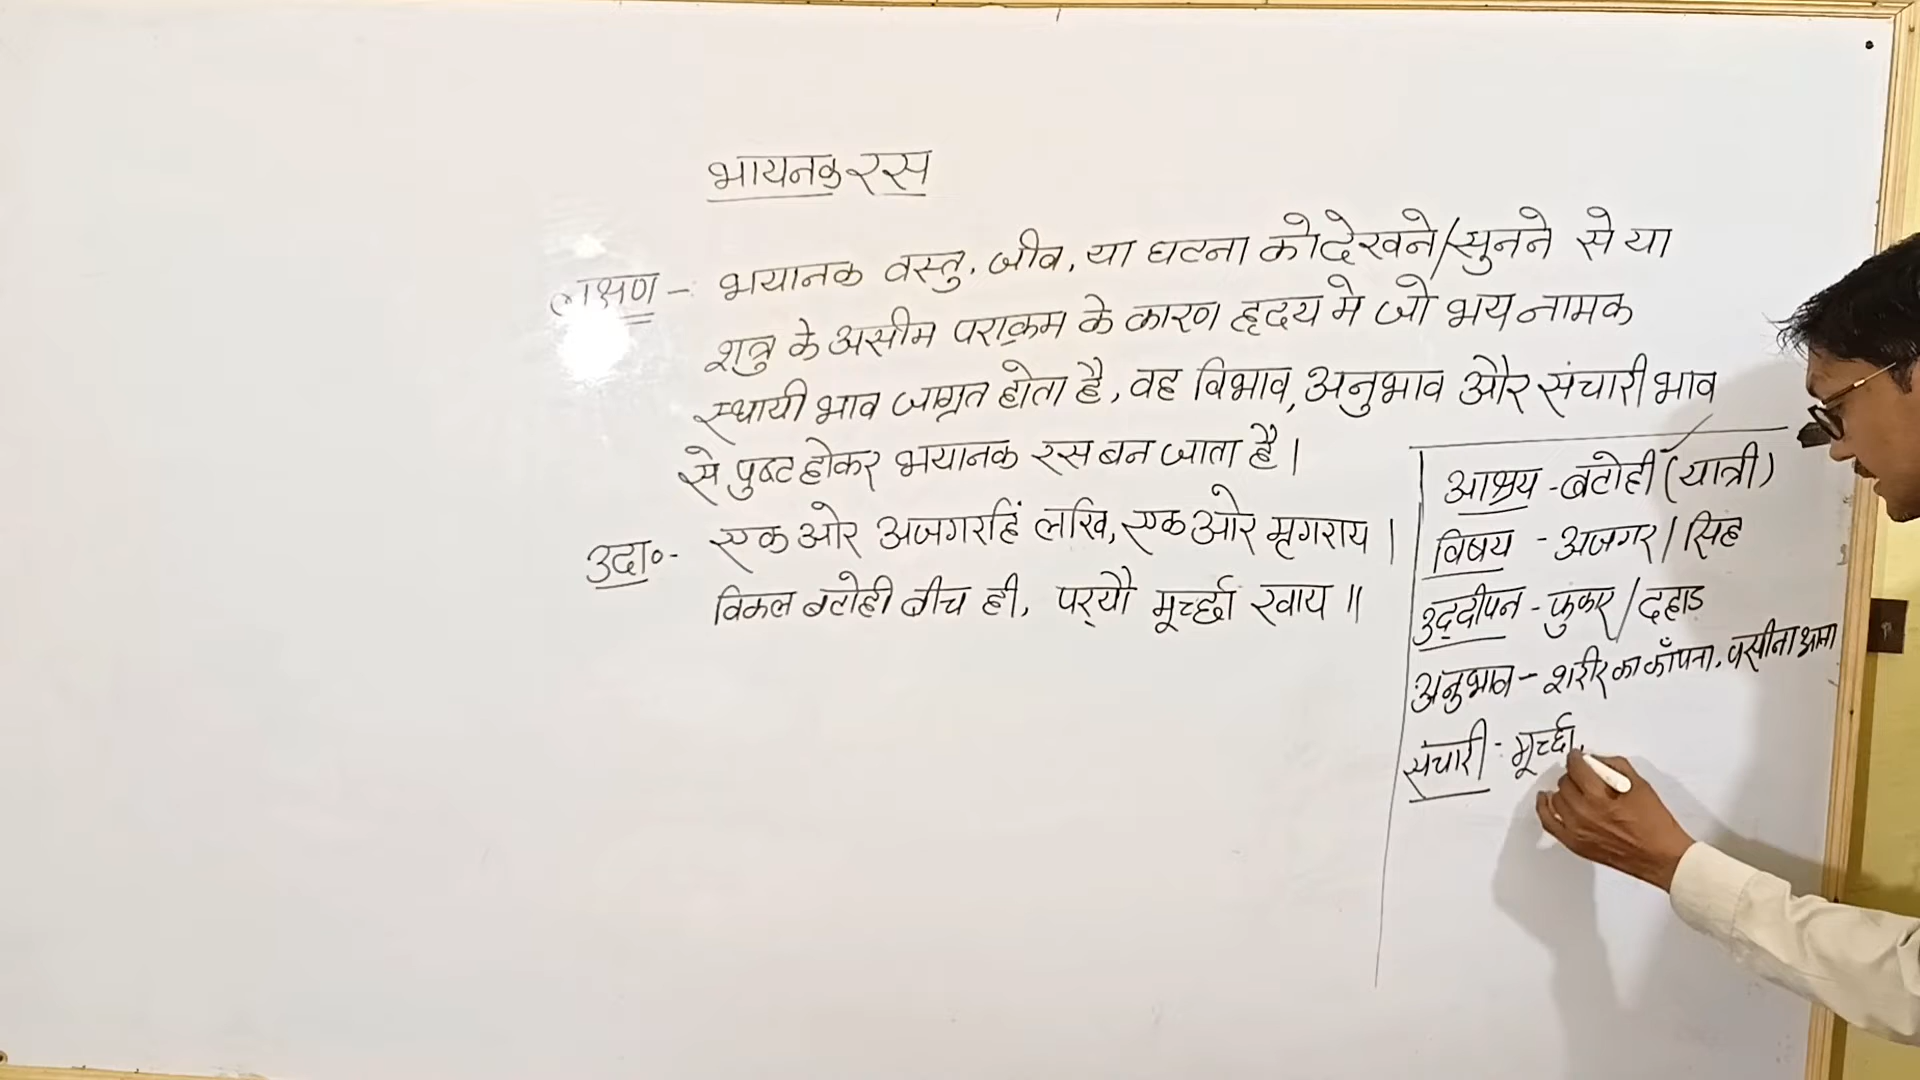 भायनक रस
लक्षण - भयानक वस्तु, जीव, या घटना को देखने/सुनने से या
शत्रु के असीम पराक्रम के कारण हृदय मे जो भय नामक
स्थायी भाव जाग्रत होता है, वह विभाव, अनुभाव और संचारी भाव
से पुष्ट होकर भयानक रस बन जाता है।
उदा०- एक ओर अजगरहिं लखि, एक ओर मृगराय।
विकल बटोही बीच ही, पर्‌यौ मूर्च्छा खाय॥
आश्रय - बटोही (यात्री)
विषय - अजगर/सिह
उद्‌दीपन - फुकार/दहाड
अनुभाव - शरीर का काँपना, पसीना आना
संचारी - मूर्च्छा,